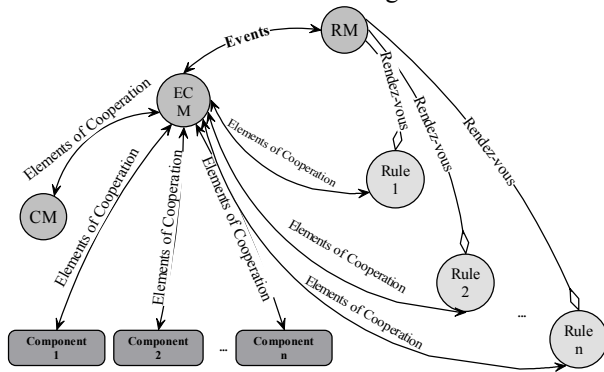 RM
Events
EC
M
Rendez-vous
Rendez-vous
Rendez-vous
Elements of Cooperation
Elements of Cooperation
Rule
1
CM
Elements of Cooperation
Elements of Cooperation
Elements of Cooperation
Elements of Cooperation
Rule
2
...
Elements of Cooperation
Rule
n
Component
1
Component
2
...
Component
n